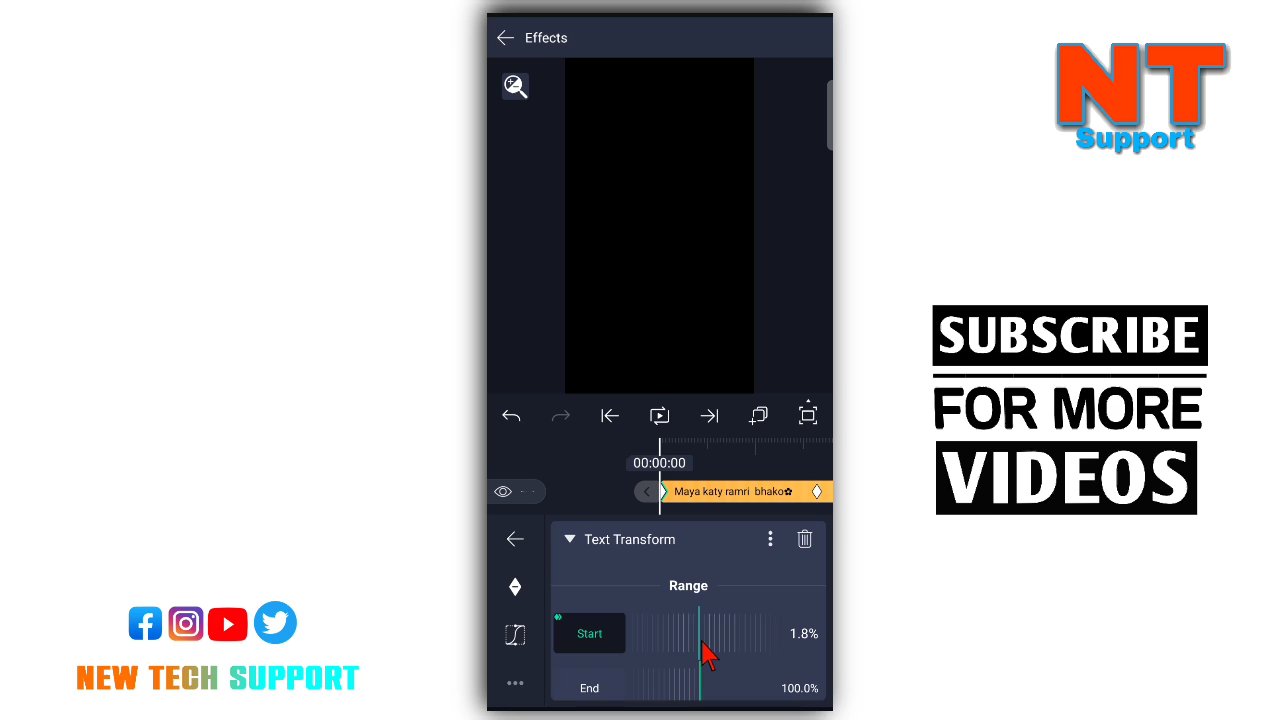 Effects
00:00:00
Maya katy ramri bhako✿
Text Transform
Range
Start
1.8%
End
100.0%
NT
Support
SUBSCRIBE
FOR MORE
VIDEOS
NEW TECH SUPPORT